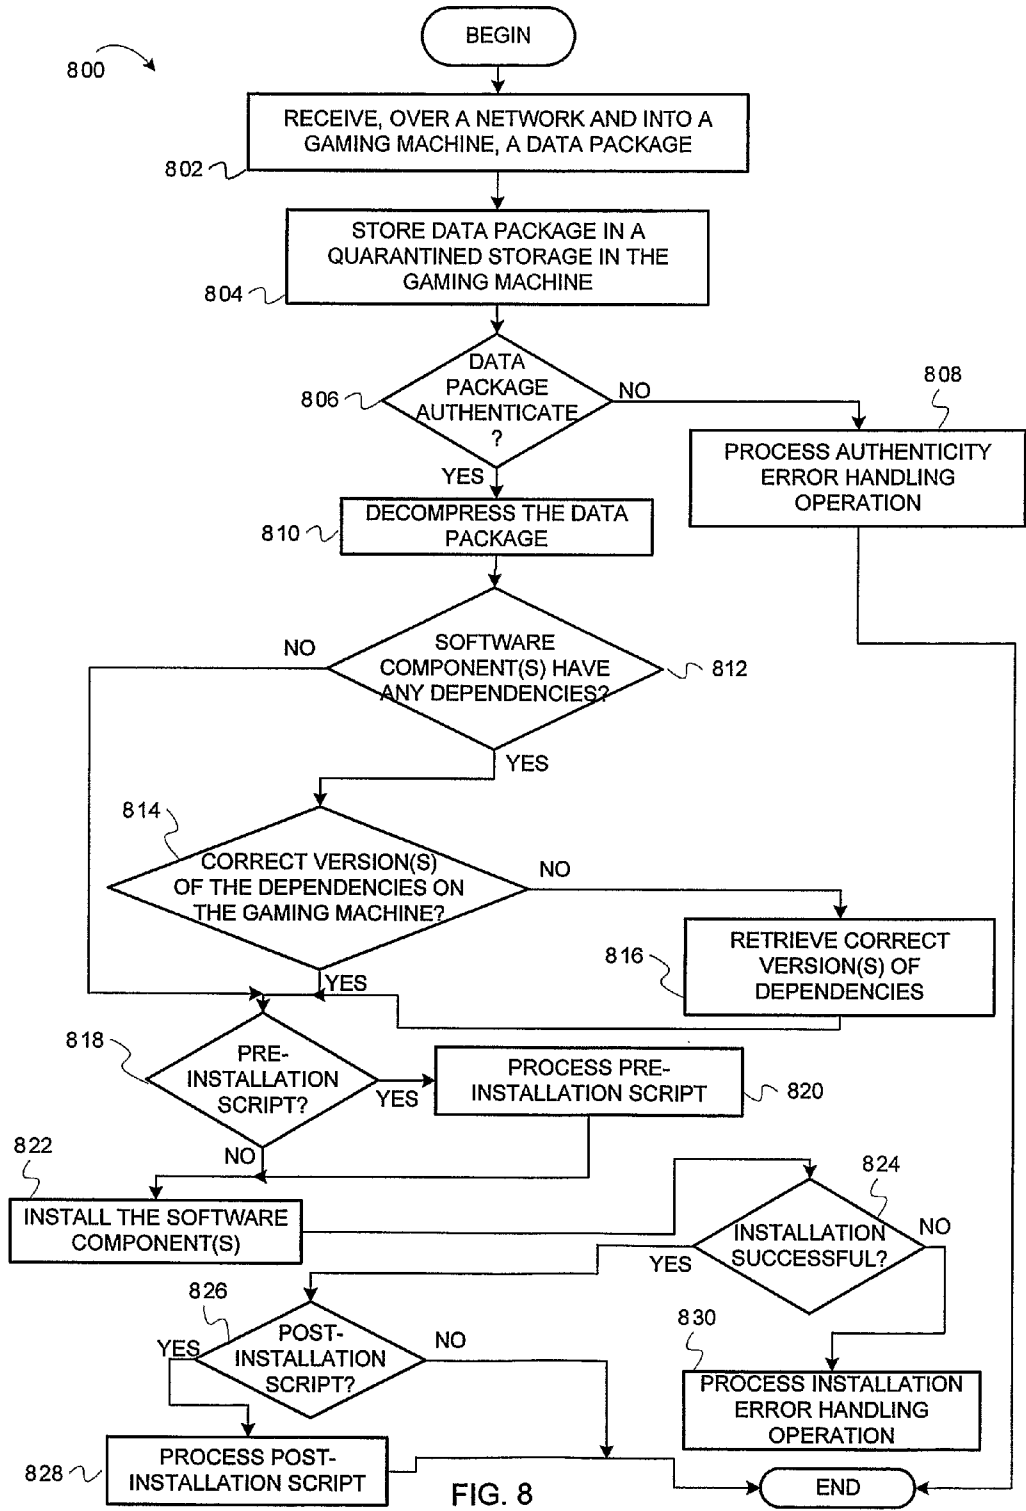 BEGIN
800
RECEIVE, OVER A NETWORK AND INTO A
GAMING MACHINE, A DATA PACKAGE
802
STORE DATA PACKAGE IN A
QUARANTINED STORAGE IN THE
GAMING MACHINE
804
DATA
PACKAGE
AUTHENTICATE
?
806
NO
808
PROCESS AUTHENTICITY
ERROR HANDLING
OPERATION
YES
DECOMPRESS THE DATA
PACKAGE
810
NO
SOFTWARE
COMPONENT(S) HAVE
ANY DEPENDENCIES?
812
YES
814
CORRECT VERSION(S)
OF THE DEPENDENCIES ON
THE GAMING MACHINE?
NO
816
RETRIEVE CORRECT
VERSION(S) OF
DEPENDENCIES
YES
818
PRE-
INSTALLATION
SCRIPT?
YES
PROCESS PRE-
INSTALLATION SCRIPT
820
NO
822
INSTALL THE SOFTWARE
COMPONENT(S)
824
INSTALLATION
SUCCESSFUL?
NO
YES
826
POST-
INSTALLATION
SCRIPT?
YES
NO
830
PROCESS INSTALLATION
ERROR HANDLING
OPERATION
PROCESS POST-
INSTALLATION SCRIPT
828
END
FIG. 8